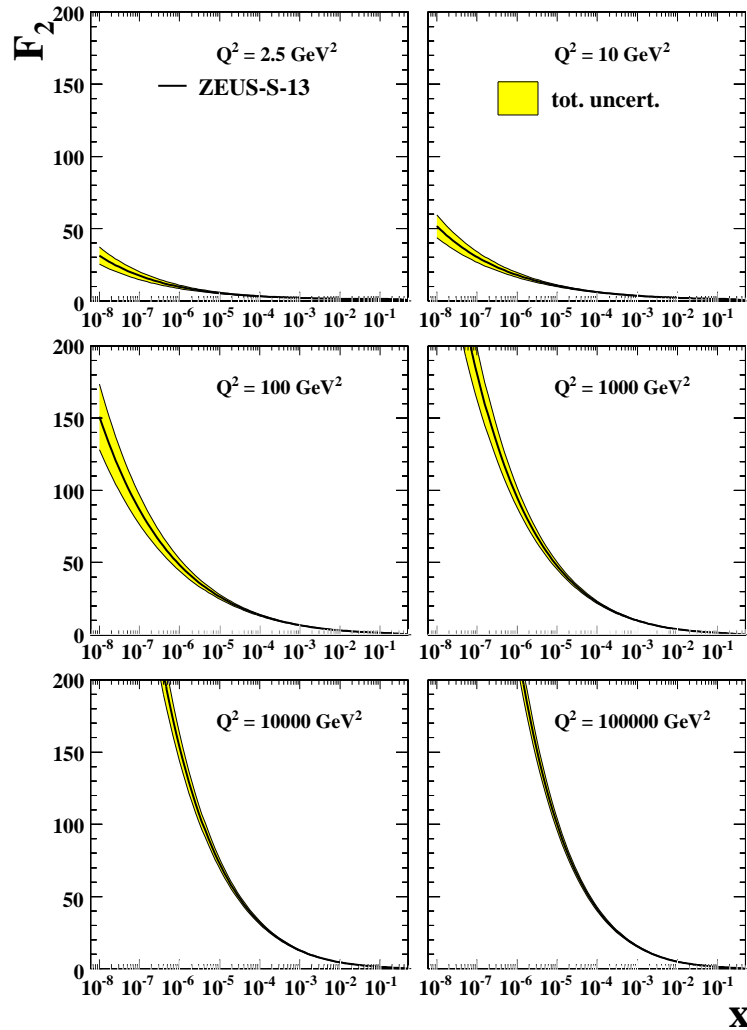 F₂
200
Q² = 2.5 GeV²
Q² = 10 GeV²
ZEUS-S-13
tot. uncert.
150
100
50
0
10⁻⁸ 10⁻⁷ 10⁻⁶ 10⁻⁵ 10⁻⁴ 10⁻³ 10⁻² 10⁻¹
10⁻⁸ 10⁻⁷ 10⁻⁶ 10⁻⁵ 10⁻⁴ 10⁻³ 10⁻² 10⁻¹
200
Q² = 100 GeV²
Q² = 1000 GeV²
150
100
50
0
10⁻⁸ 10⁻⁷ 10⁻⁶ 10⁻⁵ 10⁻⁴ 10⁻³ 10⁻² 10⁻¹
10⁻⁸ 10⁻⁷ 10⁻⁶ 10⁻⁵ 10⁻⁴ 10⁻³ 10⁻² 10⁻¹
200
Q² = 10000 GeV²
Q² = 100000 GeV²
150
100
50
0
10⁻⁸ 10⁻⁷ 10⁻⁶ 10⁻⁵ 10⁻⁴ 10⁻³ 10⁻² 10⁻¹
10⁻⁸ 10⁻⁷ 10⁻⁶ 10⁻⁵ 10⁻⁴ 10⁻³ 10⁻² 10⁻¹
x